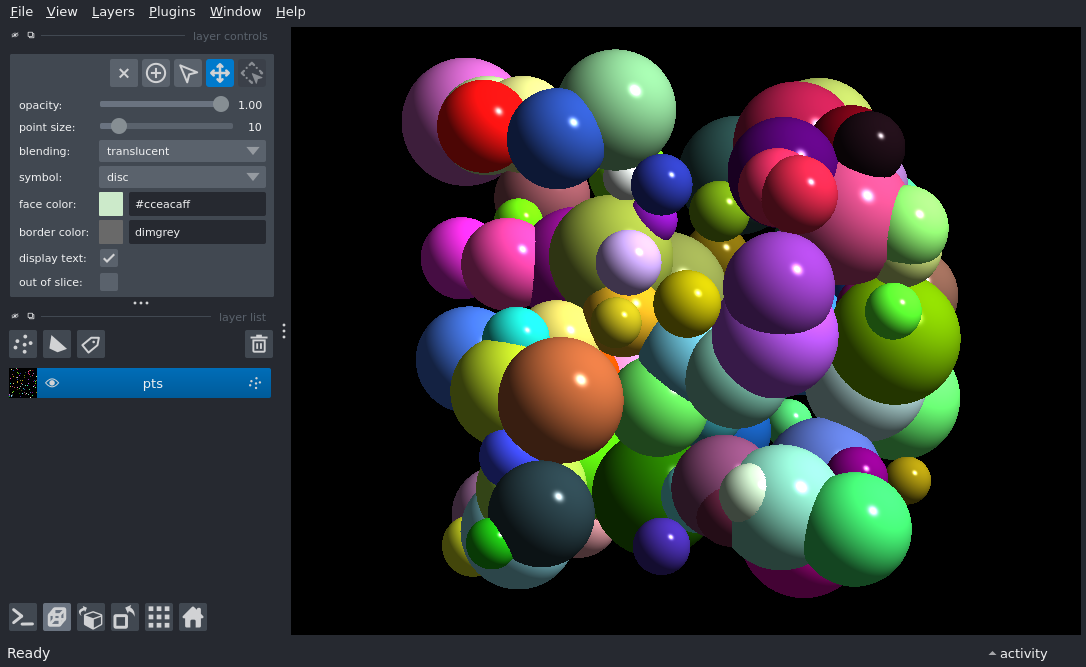 File View Layers Plugins Window Help
layer controls
opacity: 1.00
point size: 10
blending: translucent
symbol: disc
face color: #cceacaff
border color: dimgrey
display text:
out of slice:
layer list
pts
Ready
activity